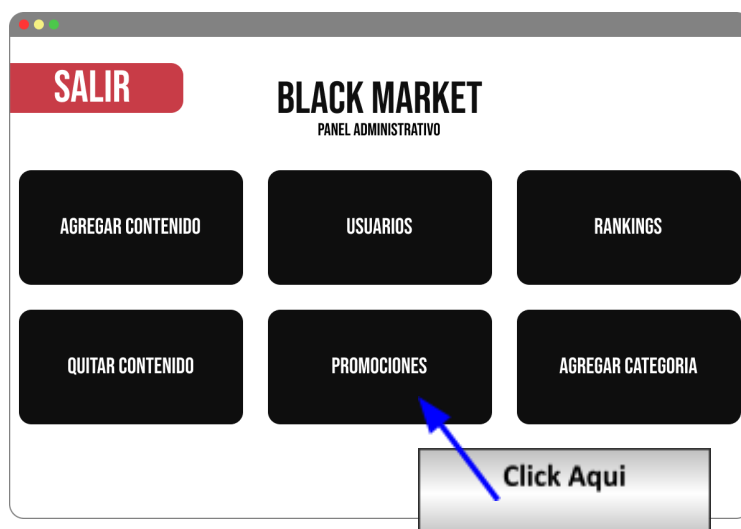 SALIR
BLACK MARKET
PANEL ADMINISTRATIVO
AGREGAR CONTENIDO
USUARIOS
RANKINGS
QUITAR CONTENIDO
PROMOCIONES
AGREGAR CATEGORIA
Click Aqui